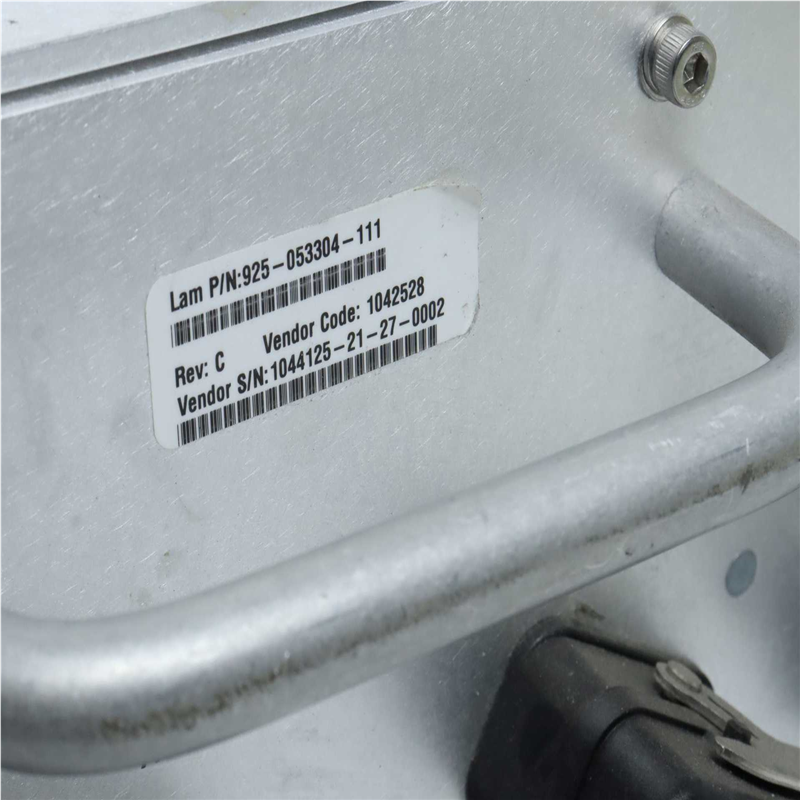 Lam P/N:925-053304-111
Rev: C Vendor Code: 1042528
Vendor S/N:1044125-21-27-0002